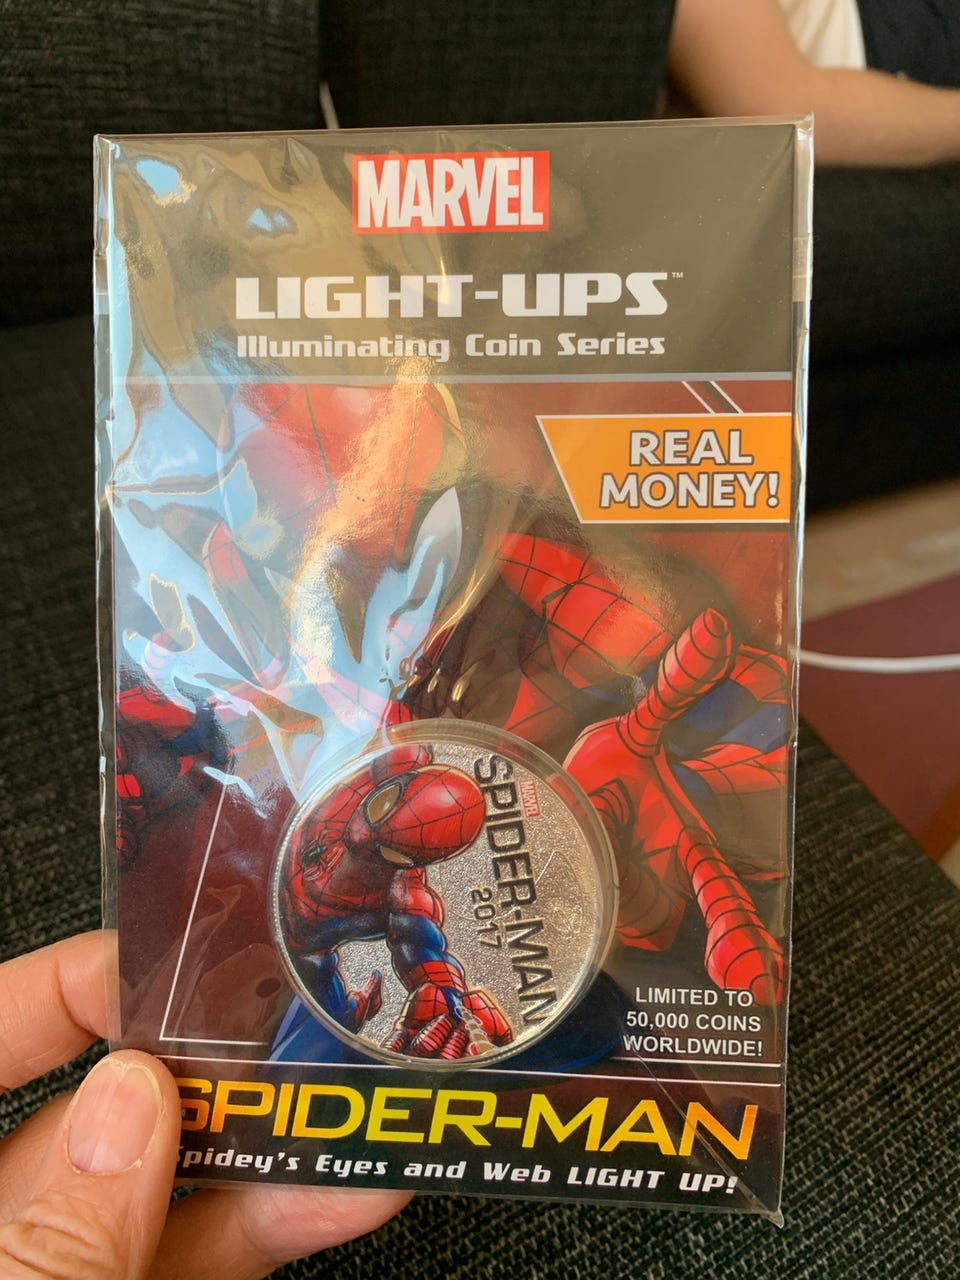 MARVEL
LIGHT-UPS™
Illuminating Coin Series
REAL
MONEY!
MARVEL
SPIDER-MAN
2017
LIMITED TO
50,000 COINS
WORLDWIDE!
SPIDER-MAN
Spidey's Eyes and Web LIGHT UP!